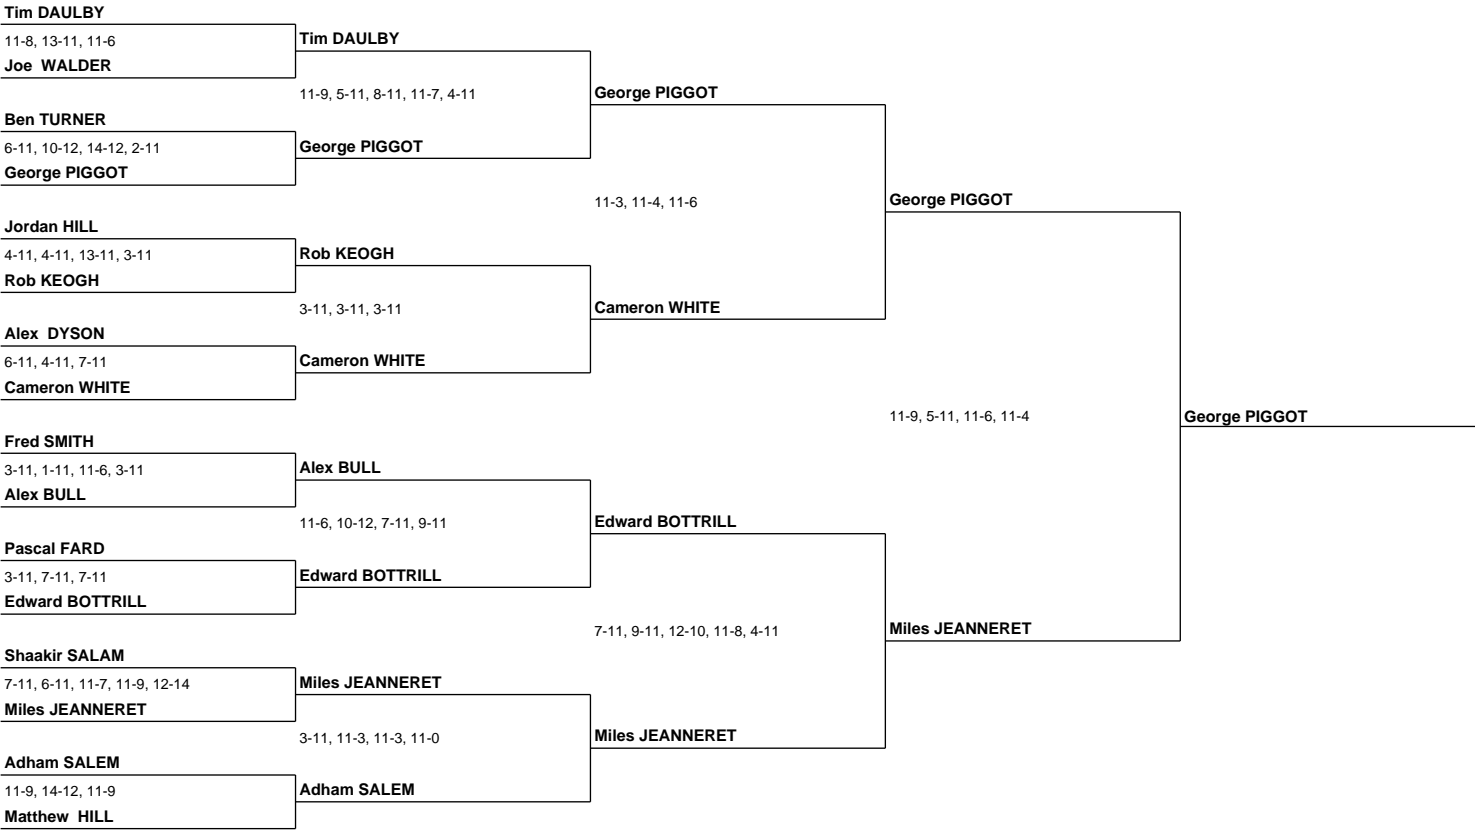 Tim DAULBY
11-8, 13-11, 11-6
Joe  WALDER
Ben TURNER
6-11, 10-12, 14-12, 2-11
George PIGGOT
Jordan HILL
4-11, 4-11, 13-11, 3-11
Rob KEOGH
Alex  DYSON
6-11, 4-11, 7-11
Cameron WHITE
Fred SMITH
3-11, 1-11, 11-6, 3-11
Alex BULL
Pascal FARD
3-11, 7-11, 7-11
Edward BOTTRILL
Shaakir SALAM
7-11, 6-11, 11-7, 11-9, 12-14
Miles JEANNERET
Adham SALEM
11-9, 14-12, 11-9
Matthew  HILL
Tim DAULBY
11-9, 5-11, 8-11, 11-7, 4-11
George PIGGOT
Rob KEOGH
3-11, 3-11, 3-11
Cameron WHITE
Alex BULL
11-6, 10-12, 7-11, 9-11
Edward BOTTRILL
Miles JEANNERET
3-11, 11-3, 11-3, 11-0
Adham SALEM
George PIGGOT
11-3, 11-4, 11-6
Cameron WHITE
Edward BOTTRILL
7-11, 9-11, 12-10, 11-8, 4-11
Miles JEANNERET
George PIGGOT
11-9, 5-11, 11-6, 11-4
Miles JEANNERET
George PIGGOT